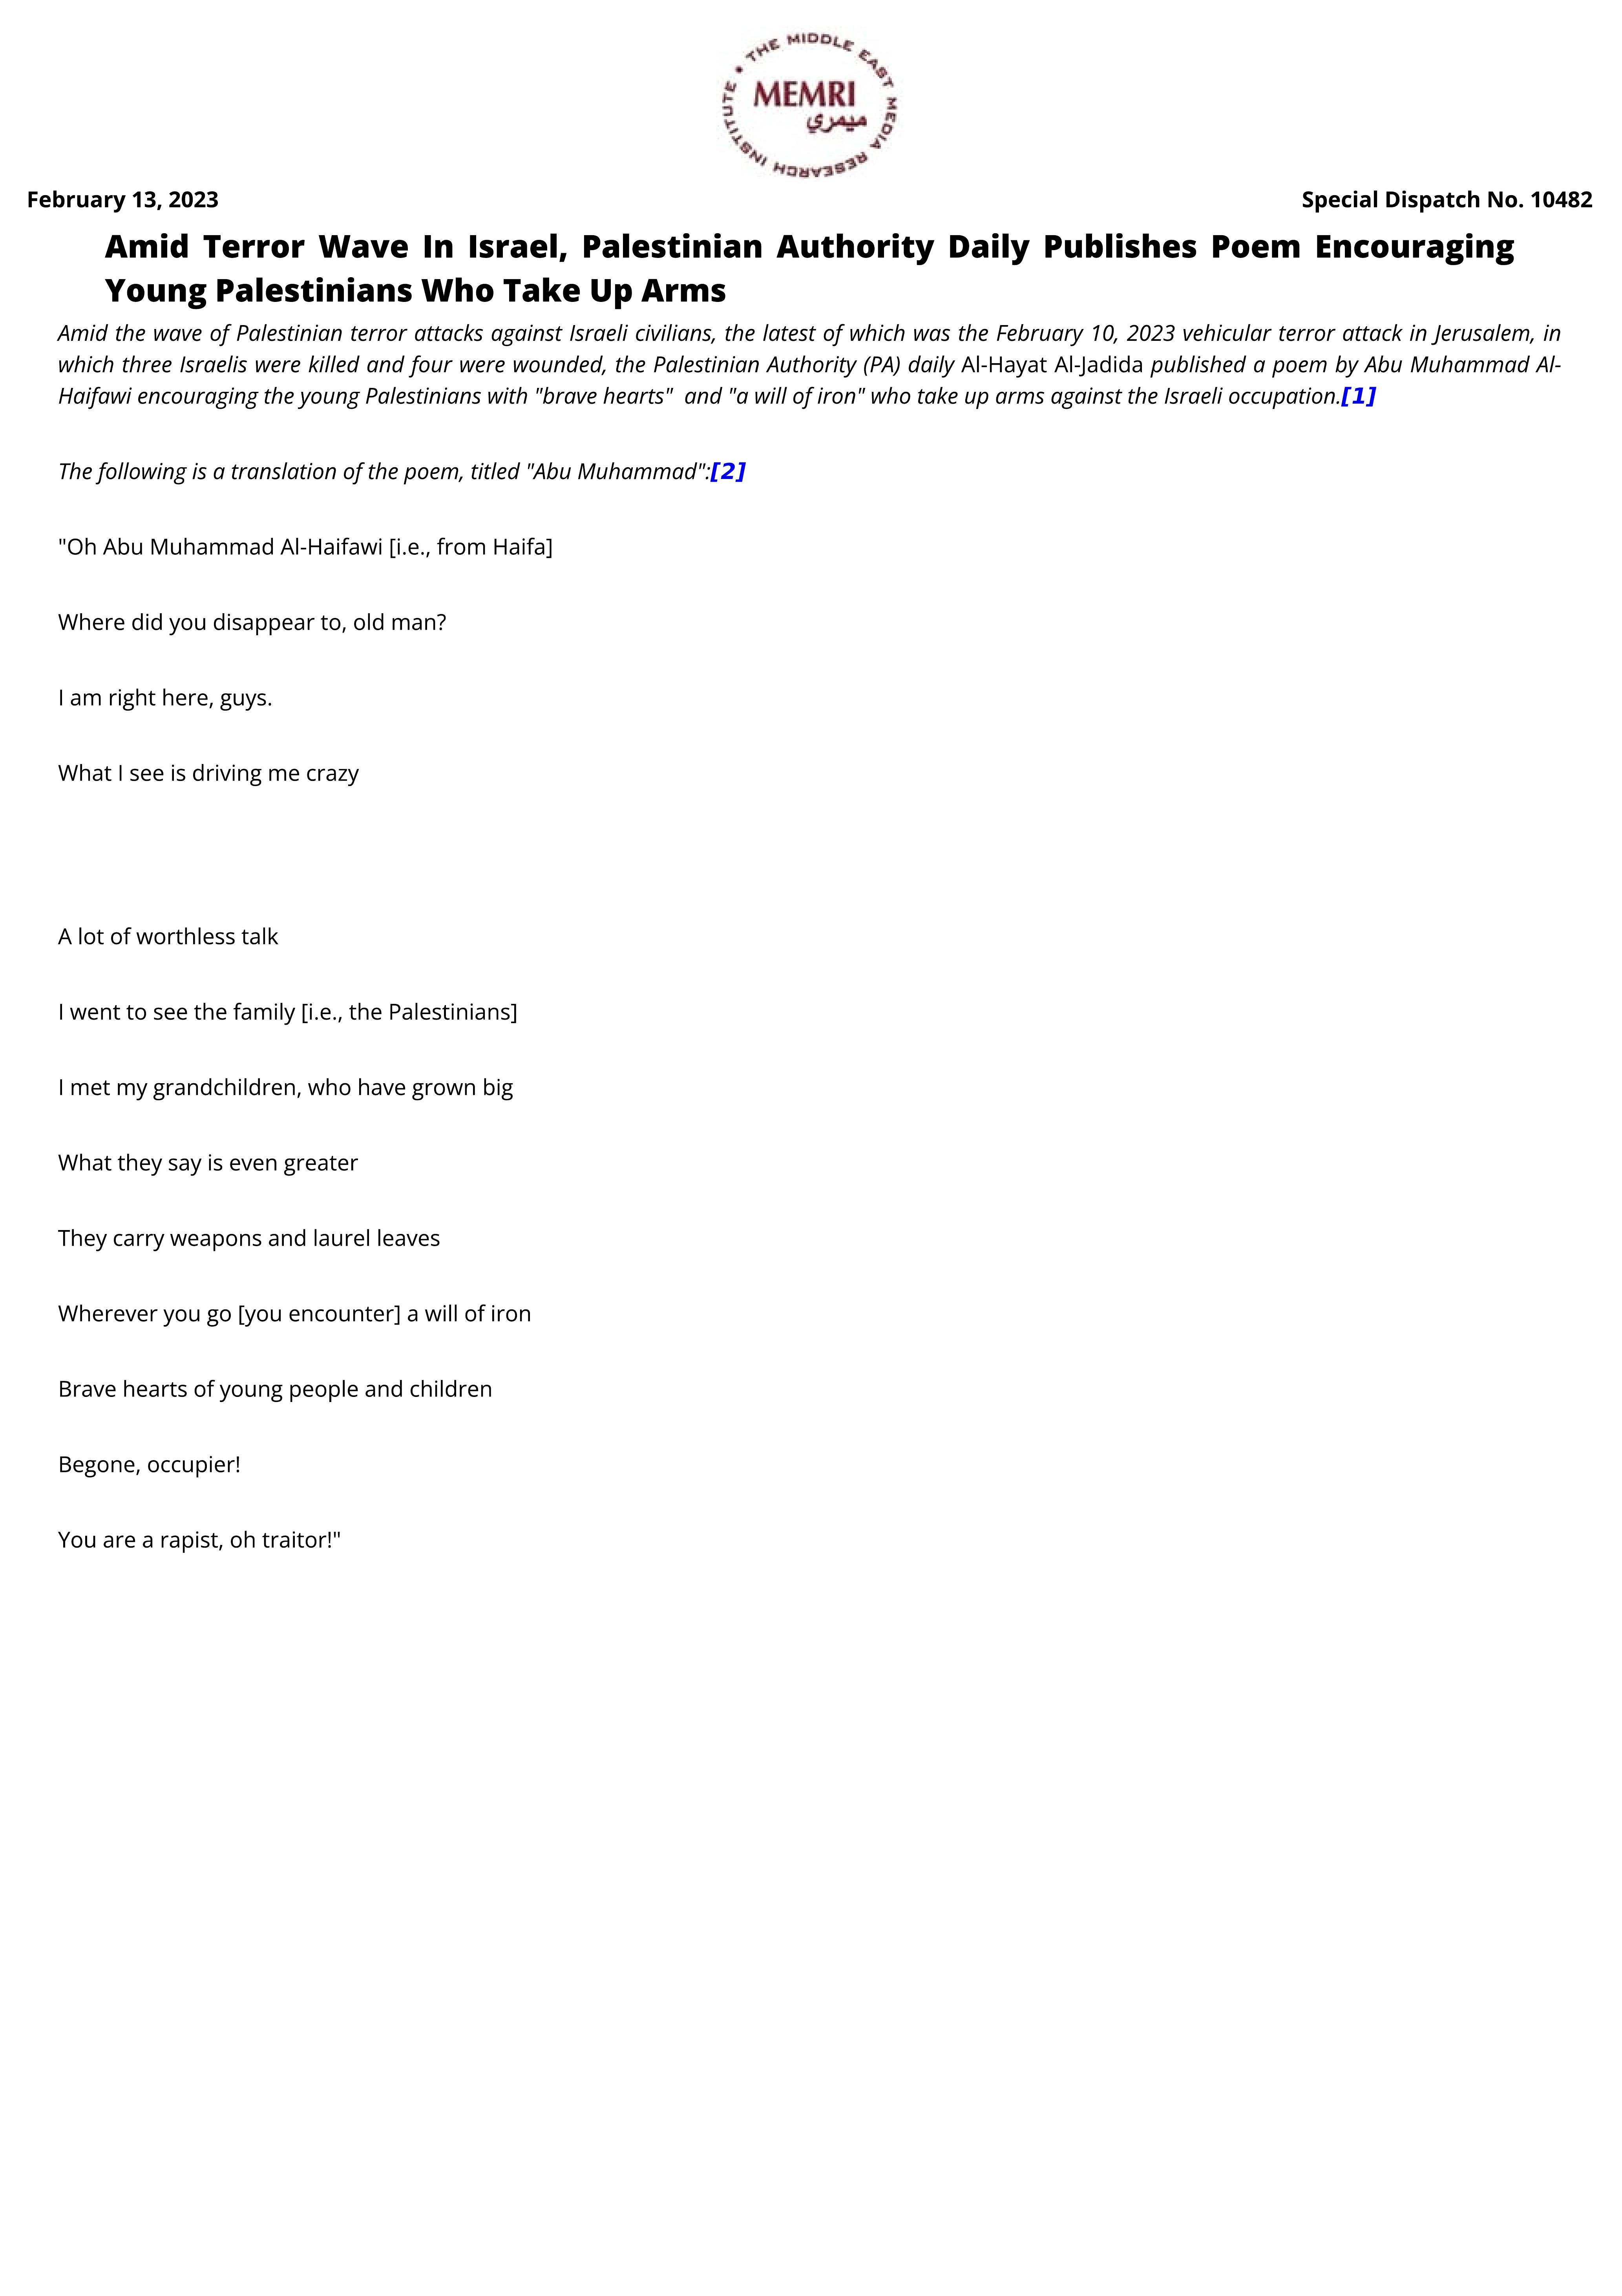 THE MIDDLE EAST MEDIA RESEARCH INSTITUTE •
MEMRI
ميمري
February 13, 2023 Special Dispatch No. 10482
Amid Terror Wave In Israel, Palestinian Authority Daily Publishes Poem Encouraging
Young Palestinians Who Take Up Arms
Amid the wave of Palestinian terror attacks against Israeli civilians, the latest of which was the February 10, 2023 vehicular terror attack in Jerusalem, in
which three Israelis were killed and four were wounded, the Palestinian Authority (PA) daily Al-Hayat Al-Jadida published a poem by Abu Muhammad Al-
Haifawi encouraging the young Palestinians with "brave hearts"  and "a will of iron" who take up arms against the Israeli occupation.[1]
The following is a translation of the poem, titled "Abu Muhammad":[2]
"Oh Abu Muhammad Al-Haifawi [i.e., from Haifa]
Where did you disappear to, old man?
I am right here, guys.
What I see is driving me crazy
A lot of worthless talk
I went to see the family [i.e., the Palestinians]
I met my grandchildren, who have grown big
What they say is even greater
They carry weapons and laurel leaves
Wherever you go [you encounter] a will of iron
Brave hearts of young people and children
Begone, occupier!
You are a rapist, oh traitor!"